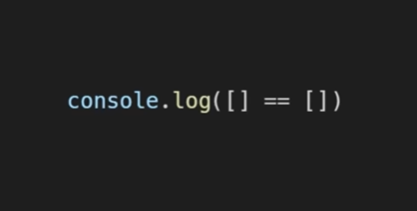 console.log([] == [])